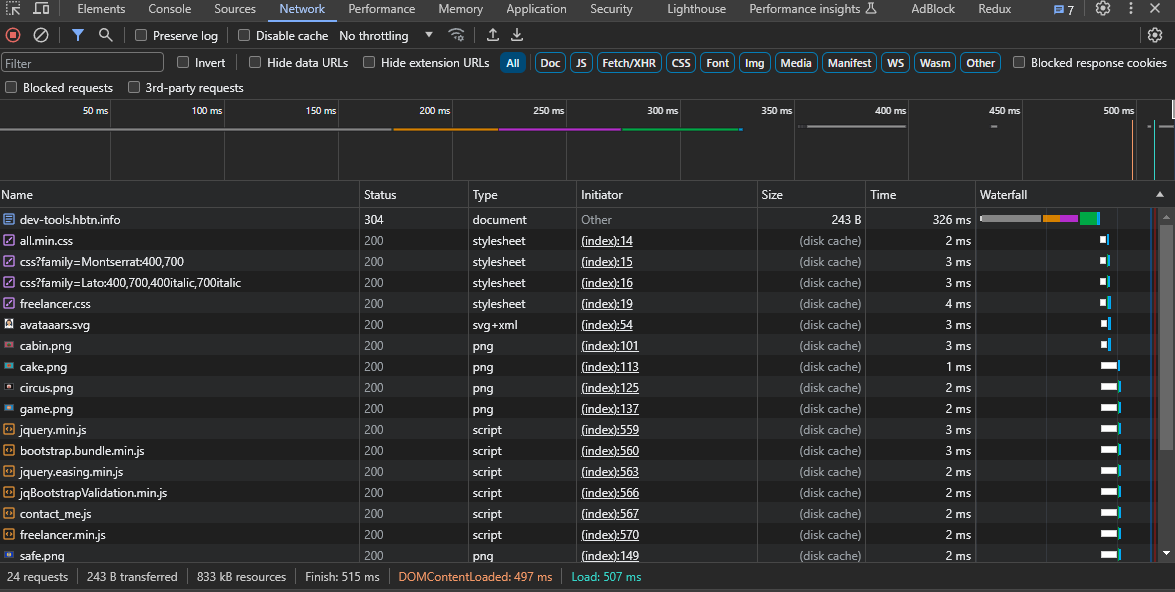 Elements Console Sources Network Performance Memory Application Security Lighthouse Performance insights AdBlock Redux 7
Preserve log Disable cache No throttling
Filter Invert Hide data URLs Hide extension URLs All Doc JS Fetch/XHR CSS Font Img Media Manifest WS Wasm Other Blocked response cookies
Blocked requests 3rd-party requests
50 ms 100 ms 150 ms 200 ms 250 ms 300 ms 350 ms 400 ms 450 ms 500 ms
Name Status Type Initiator Size Time Waterfall
dev-tools.hbtn.info 304 document Other 243 B 326 ms
all.min.css 200 stylesheet (index):14 (disk cache) 2 ms
css?family=Montserrat:400,700 200 stylesheet (index):15 (disk cache) 3 ms
css?family=Lato:400,700,400italic,700italic 200 stylesheet (index):16 (disk cache) 3 ms
freelancer.css 200 stylesheet (index):19 (disk cache) 4 ms
avataaars.svg 200 svg+xml (index):54 (disk cache) 3 ms
cabin.png 200 png (index):101 (disk cache) 3 ms
cake.png 200 png (index):113 (disk cache) 1 ms
circus.png 200 png (index):125 (disk cache) 2 ms
game.png 200 png (index):137 (disk cache) 2 ms
jquery.min.js 200 script (index):559 (disk cache) 3 ms
bootstrap.bundle.min.js 200 script (index):560 (disk cache) 2 ms
jquery.easing.min.js 200 script (index):563 (disk cache) 2 ms
jqBootstrapValidation.min.js 200 script (index):566 (disk cache) 2 ms
contact_me.js 200 script (index):567 (disk cache) 2 ms
freelancer.min.js 200 script (index):570 (disk cache) 2 ms
safe.png 200 png (index):149 (disk cache) 2 ms
24 requests 243 B transferred 833 kB resources Finish: 515 ms DOMContentLoaded: 497 ms Load: 507 ms